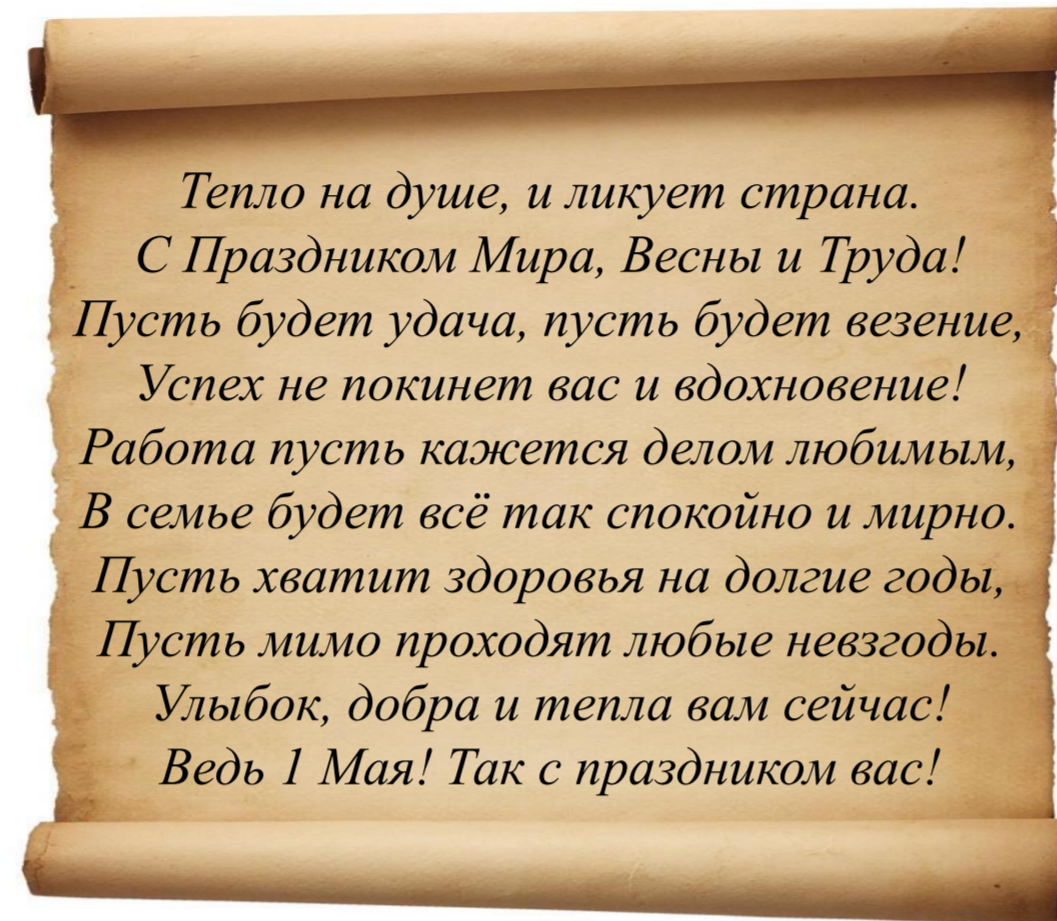 Тепло на душе, и ликует страна.
С Праздником Мира, Весны и Труда!
Пусть будет удача, пусть будет везение,
Успех не покинет вас и вдохновение!
Работа пусть кажется делом любимым,
В семье будет всё так спокойно и мирно.
Пусть хватит здоровья на долгие годы,
Пусть мимо проходят любые невзгоды.
Улыбок, добра и тепла вам сейчас!
Ведь 1 Мая! Так с праздником вас!